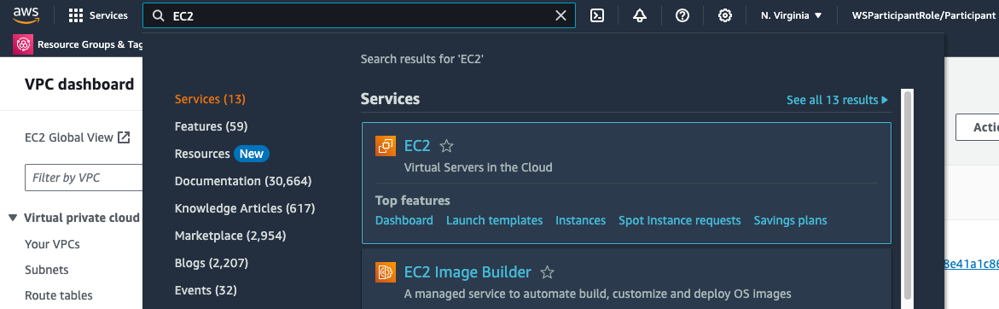 aws
Services
EC2
N. Virginia
WSParticipantRole/Participant
Resource Groups & Tag
VPC dashboard
EC2 Global View
Filter by VPC
Virtual private cloud
Your VPCs
Subnets
Route tables
Search results for 'EC2'
Services (13)
Features (59)
Resources New
Documentation (30,664)
Knowledge Articles (617)
Marketplace (2,954)
Blogs (2,207)
Events (32)
Services
See all 13 results
EC2
Virtual Servers in the Cloud
Top features
Dashboard Launch templates Instances Spot Instance requests Savings plans
EC2 Image Builder
A managed service to automate build, customize and deploy OS images
Actio
8e41a1c86